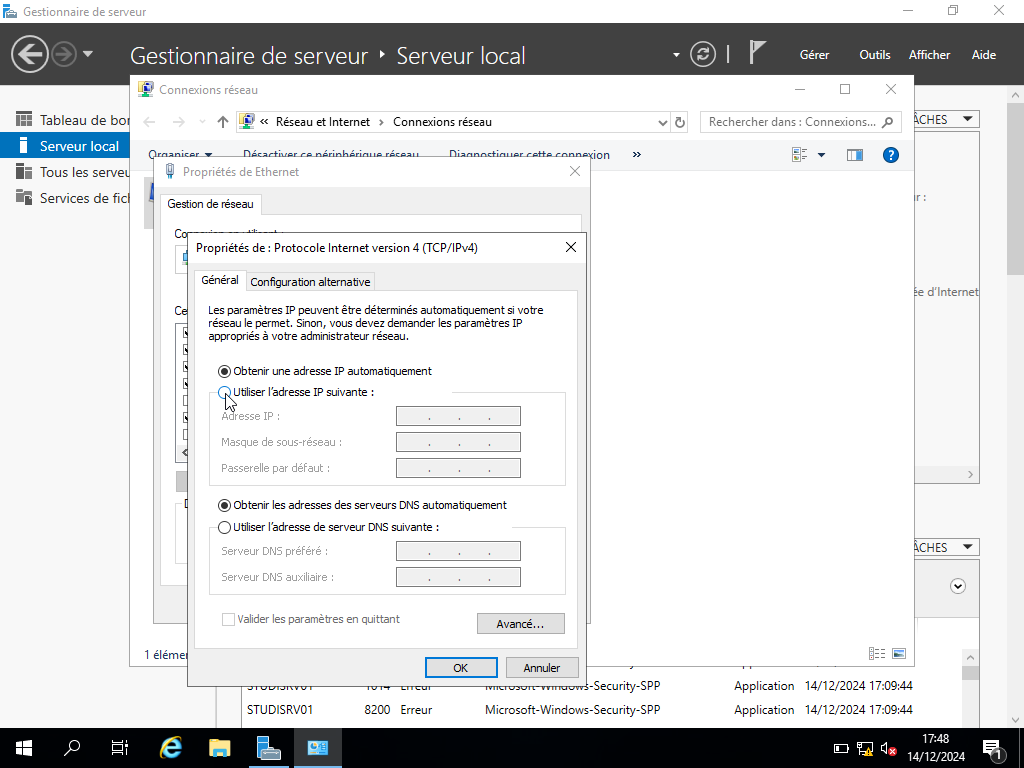 Gestionnaire de serveur
Gestionnaire de serveur
Serveur local
Gérer
Outils
Afficher
Aide
Tableau de bor
Serveur local
Tous les serveu
Services de fich
Connexions réseau
«
Réseau et Internet
Connexions réseau
Rechercher dans : Connexions...
Organiser
Désactiver ce périphérique réseau
Diagnostiquer cette connexion
»
ÂCHES
Propriétés de Ethernet
Gestion de réseau
Connexion en utilisant :
Ce
Propriétés de : Protocole Internet version 4 (TCP/IPv4)
Général
Configuration alternative
Les paramètres IP peuvent être déterminés automatiquement si votre
réseau le permet. Sinon, vous devez demander les paramètres IP
appropriés à votre administrateur réseau.
Obtenir une adresse IP automatiquement
Utiliser l'adresse IP suivante :
Adresse IP :
Masque de sous-réseau :
Passerelle par défaut :
Obtenir les adresses des serveurs DNS automatiquement
Utiliser l'adresse de serveur DNS suivante :
Serveur DNS préféré :
Serveur DNS auxiliaire :
Valider les paramètres en quittant
Avancé...
OK
Annuler
ur :
ée d'Internet
ÂCHES
1 élémen
STUDISRV01 1014 Erreur Microsoft-Windows-Security-SPP Application 14/12/2024 17:09:44
STUDISRV01 8200 Erreur Microsoft-Windows-Security-SPP Application 14/12/2024 17:09:44
17:48
14/12/2024
1